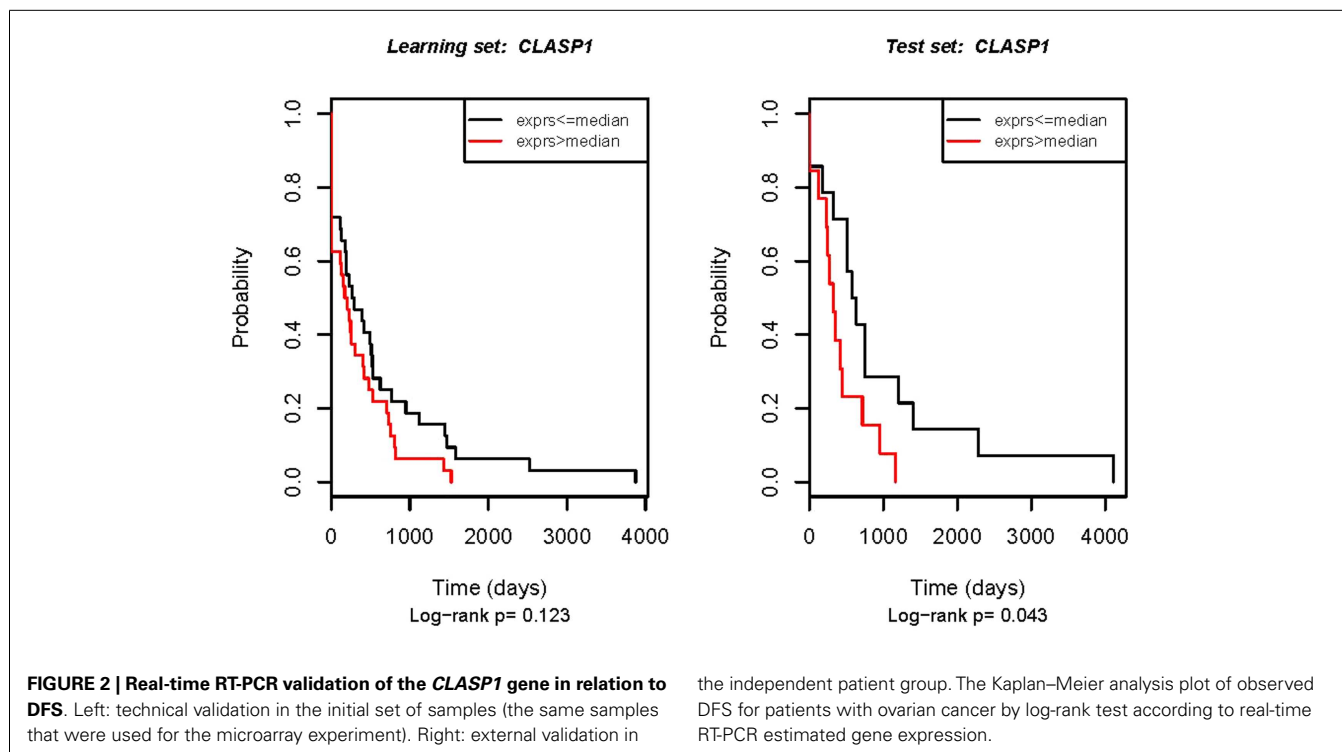 Learning set: CLASP1
exprs<=median
exprs>median
1.0
0.8
0.6
0.4
0.2
0.0
Probability
0 1000 2000 3000 4000
Time (days)
Log-rank p= 0.123
Test set: CLASP1
exprs<=median
exprs>median
1.0
0.8
0.6
0.4
0.2
0.0
Probability
0 1000 2000 3000 4000
Time (days)
Log-rank p= 0.043
FIGURE 2 | Real-time RT-PCR validation of the CLASP1 gene in relation to
DFS. Left: technical validation in the initial set of samples (the same samples
that were used for the microarray experiment). Right: external validation in
the independent patient group. The Kaplan–Meier analysis plot of observed
DFS for patients with ovarian cancer by log-rank test according to real-time
RT-PCR estimated gene expression.